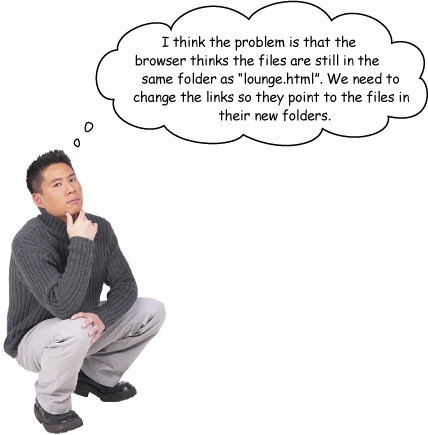 I think the problem is that the
browser thinks the files are still in the
same folder as “lounge.html”. We need to
change the links so they point to the files in
their new folders.